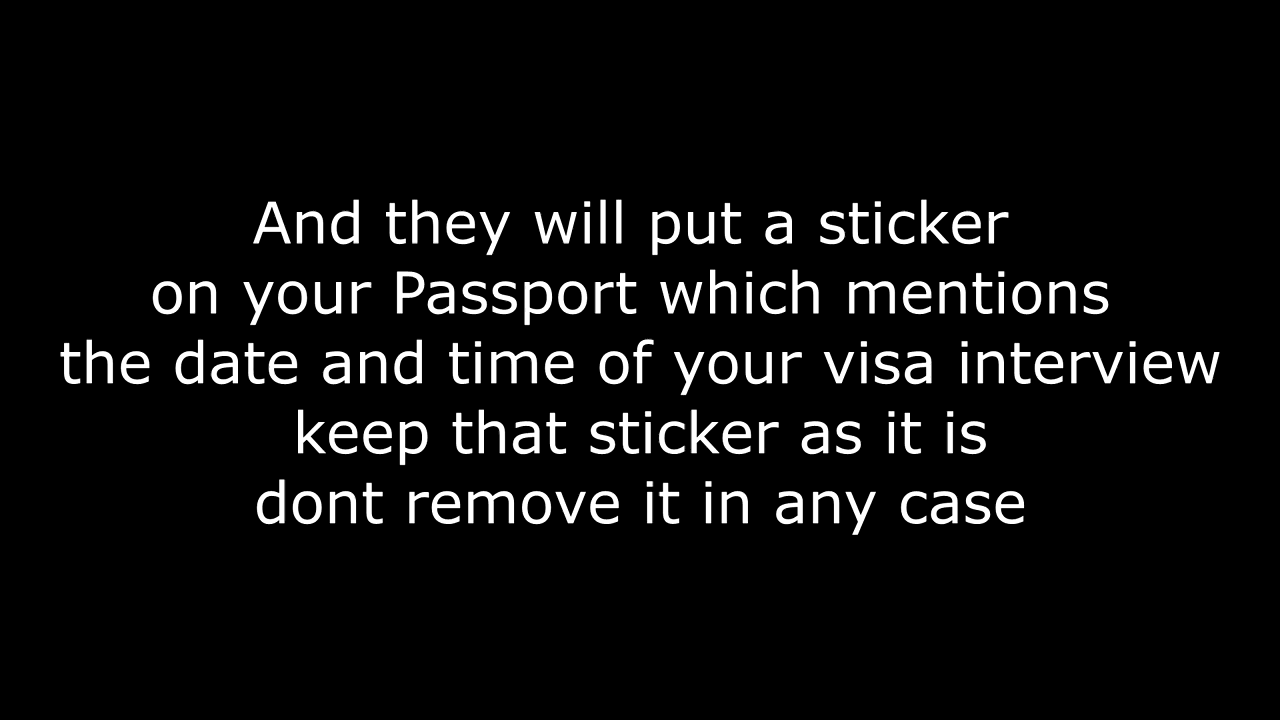 And they will put a sticker
on your Passport which mentions
the date and time of your visa interview
keep that sticker as it is
dont remove it in any case